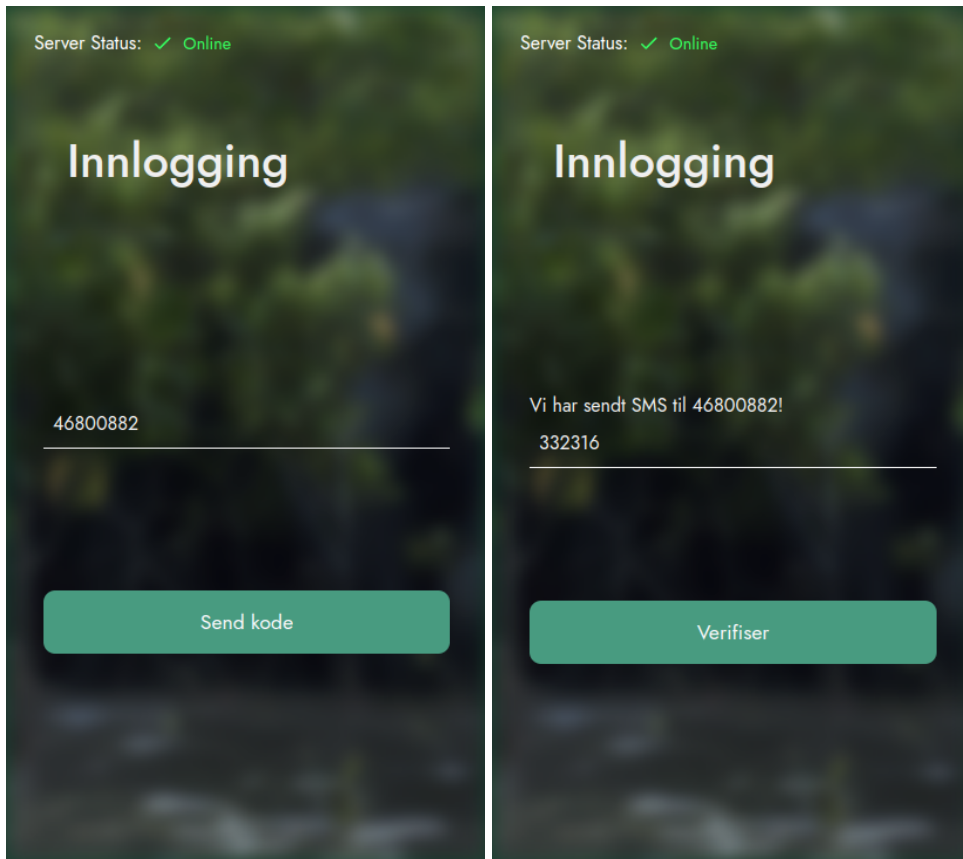 Server Status: ✓ Online
Innlogging
46800882
Send kode
Server Status: ✓ Online
Innlogging
Vi har sendt SMS til 46800882!
332316
Verifiser